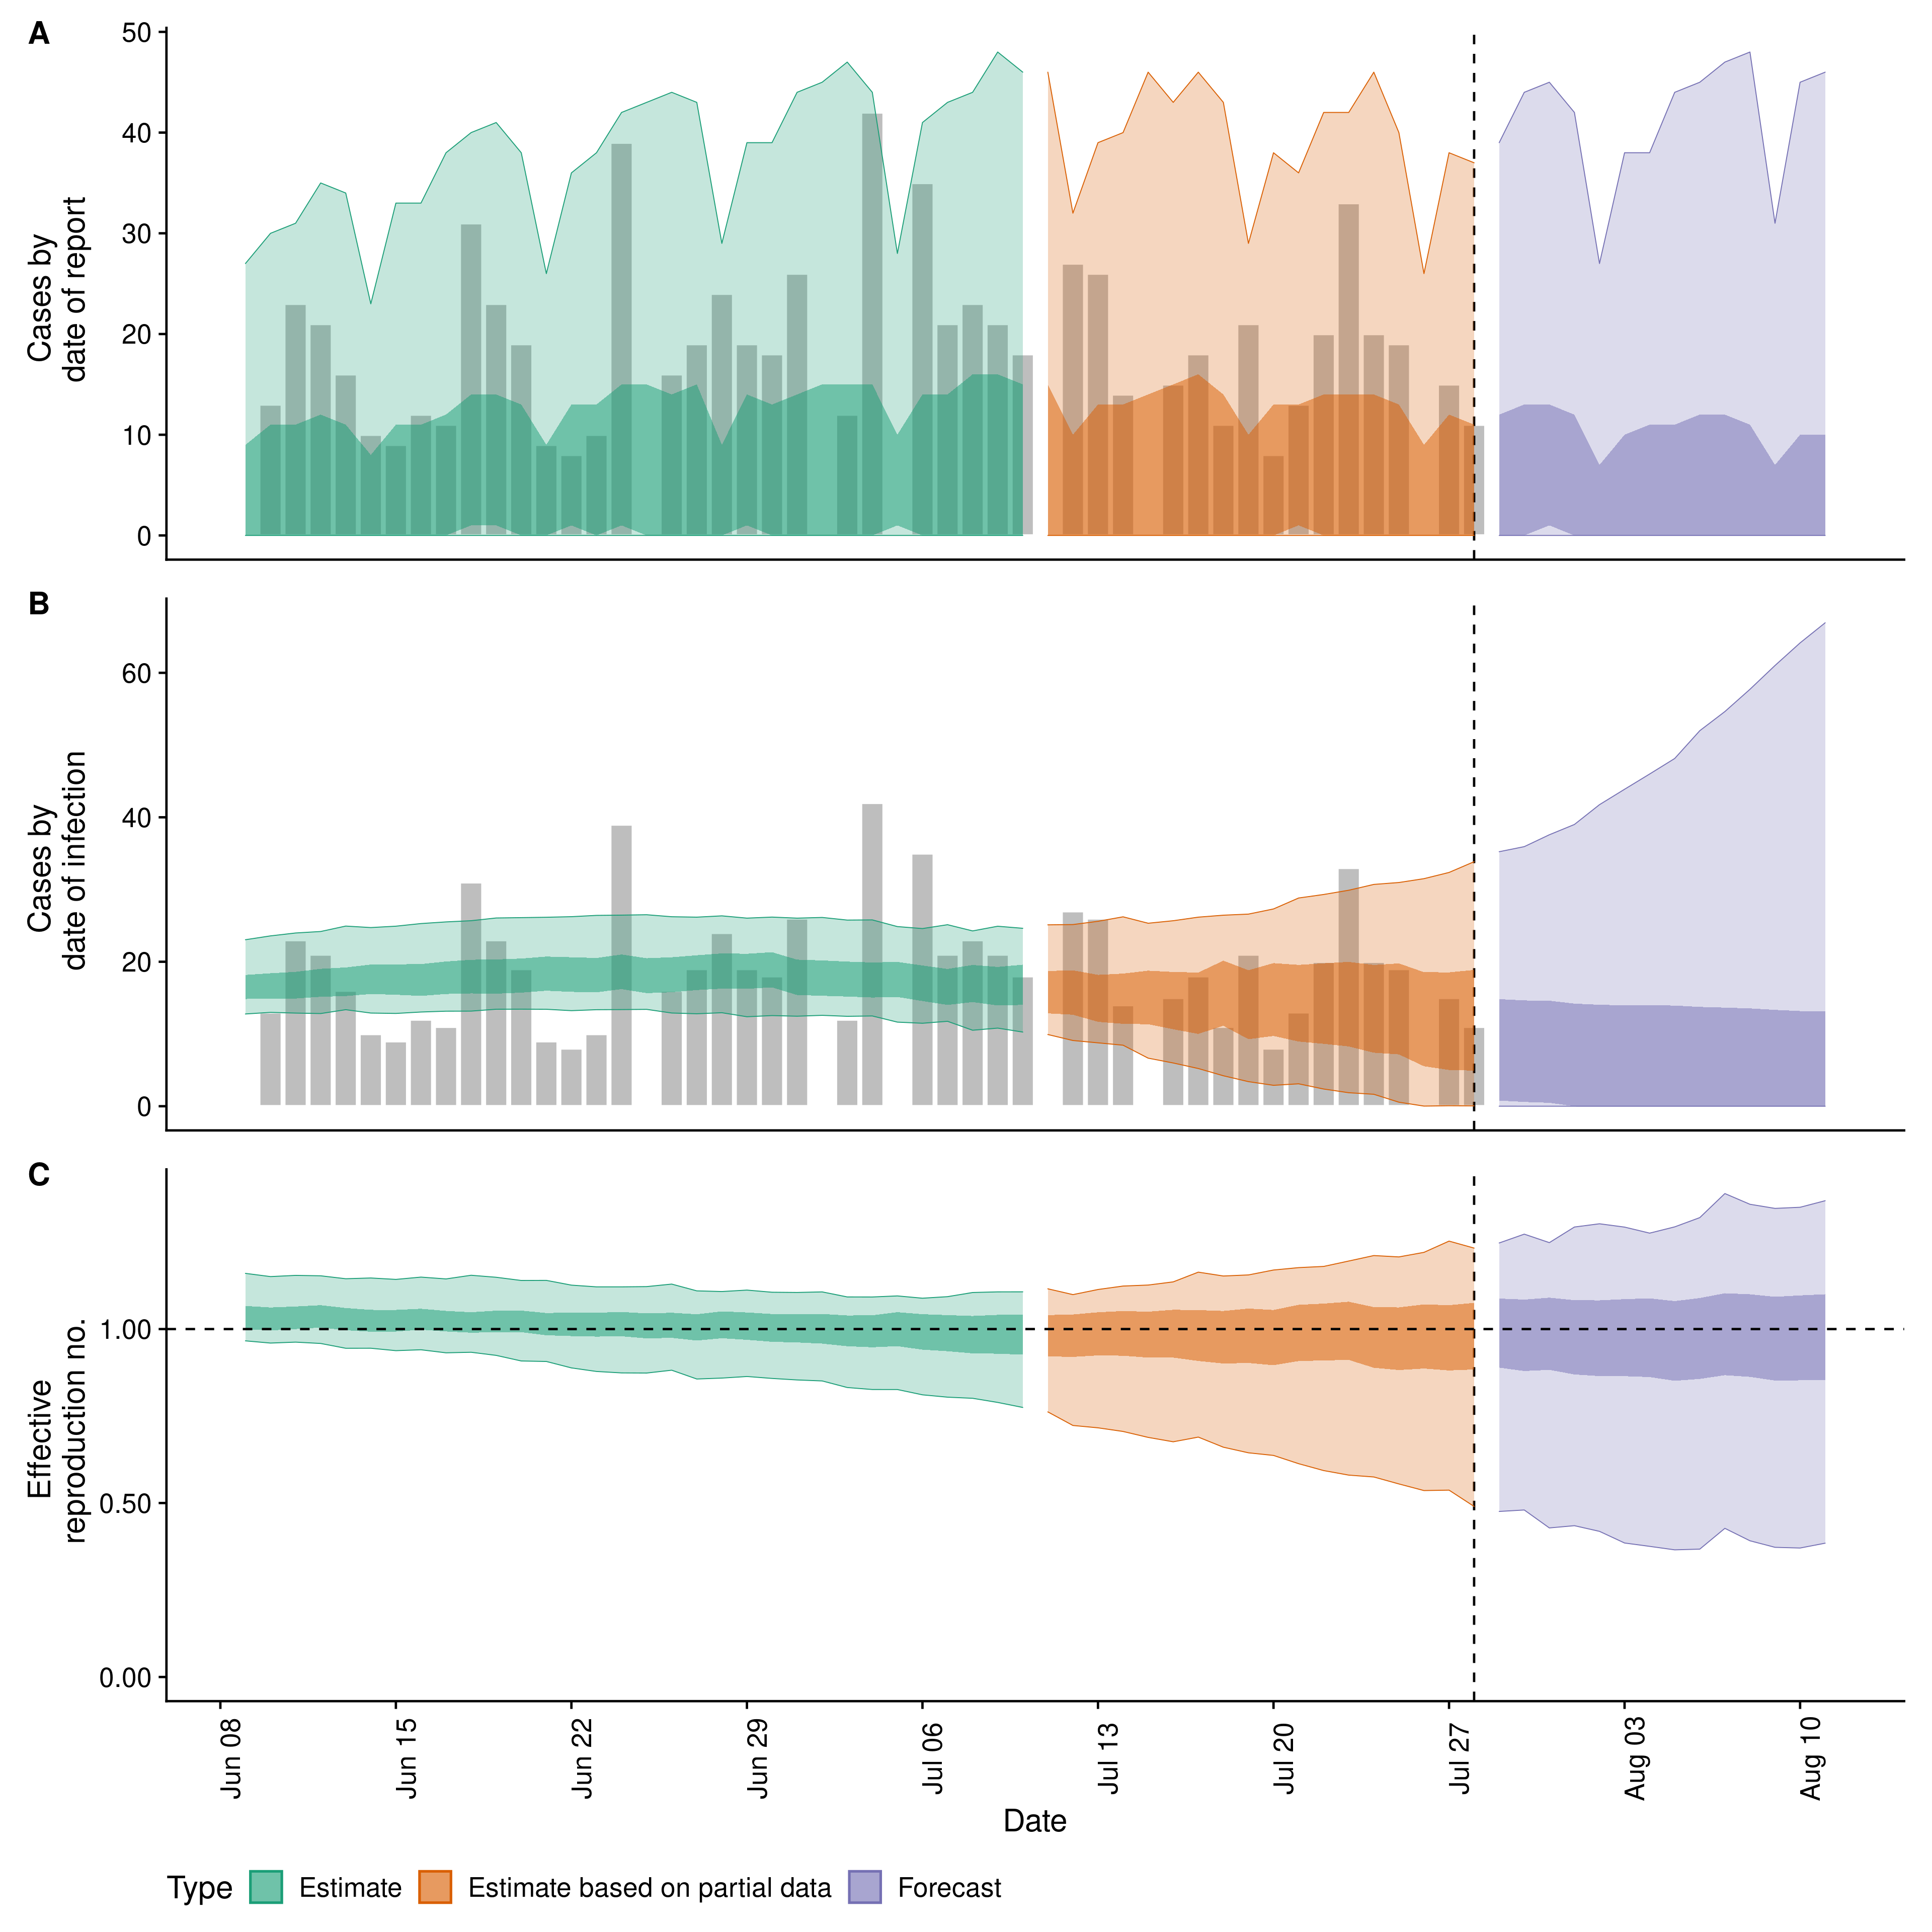 A
Cases by
date of report
50
40
30
20
10
0
B
Cases by
date of infection
60
40
20
0
C
Effective
reproduction no.
1.00
0.50
0.00
Jun 08
Jun 15
Jun 22
Jun 29
Jul 06
Jul 13
Jul 20
Jul 27
Aug 03
Aug 10
Date
Type Estimate Estimate based on partial data Forecast